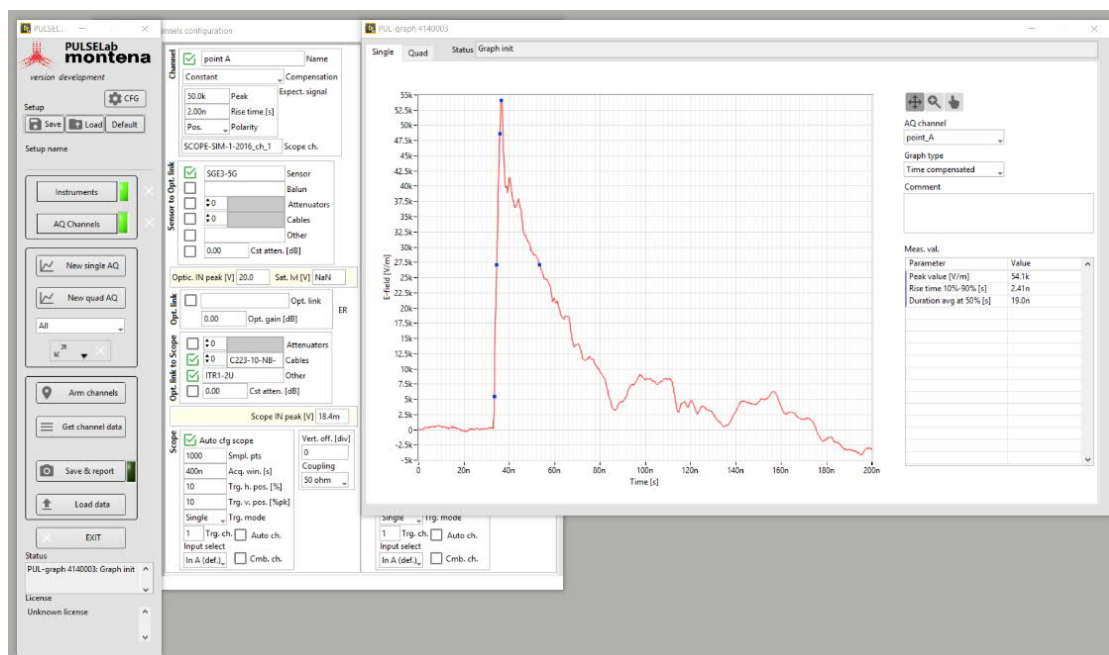 PULSEL...
PULSELab
montena
version development
CFG
Setup
Save
Load
Default
Setup name
Instruments
AQ Channels
New single AQ
New quad AQ
All
Arm channels
Get channel data
Save & report
Load data
EXIT
Status
PUL-graph 4140003: Graph init
License
Unknown license
nels configuration
Channel
point A Name
Constant Compensation
50.0k Peak Expect. signal
2.00n Rise time [s]
Pos. Polarity
SCOPE-SIM-1-2016_ch_1 Scope ch.
Sensor to Opt. link
SGE3-5G Sensor
Balun
0 Attenuators
0 Cables
Other
0.00 Cst atten. [dB]
Optic. IN peak [V] 20.0 Sat. lvl [V] NaN
Opt. link
Opt. link
ER
0.00 Opt. gain [dB]
Opt. link to Scope
0 Attenuators
0 C223-10-NB- Cables
ITR1-2U Other
0.00 Cst atten. [dB]
Scope IN peak [V] 18.4m
Scope
Auto cfg scope
Vert. off. [div]
1000 Smpl. pts
0
400n Acq. win. [s]
Coupling
10 Trg. h. pos. [%]
50 ohm
10 Trg. v. pos. [%pk]
Single Trg. mode
1 Trg. ch. Auto ch.
Input select
In A (def.) Cmb. ch.
Single Trg. mode
1 Trg. ch. Auto ch.
Input select
In A (def.) Cmb. ch.
PUL-graph 4140003
Single Quad Status Graph init
55k
52.5k
50k
47.5k
45k
42.5k
40k
37.5k
35k
32.5k
30k
27.5k
25k
22.5k
20k
17.5k
15k
12.5k
10k
7.5k
5k
2.5k
0
-2.5k
-5k
E-field [V/m]
0 20n 40n 60n 80n 100n 120n 140n 160n 180n 200n
Time [s]
AQ channel
point_A
Graph type
Time compensated
Comment
Meas. val.
Parameter Value
Peak value [V/m] 54.1k
Rise time 10%-90% [s] 2.41n
Duration avg at 50% [s] 19.0n